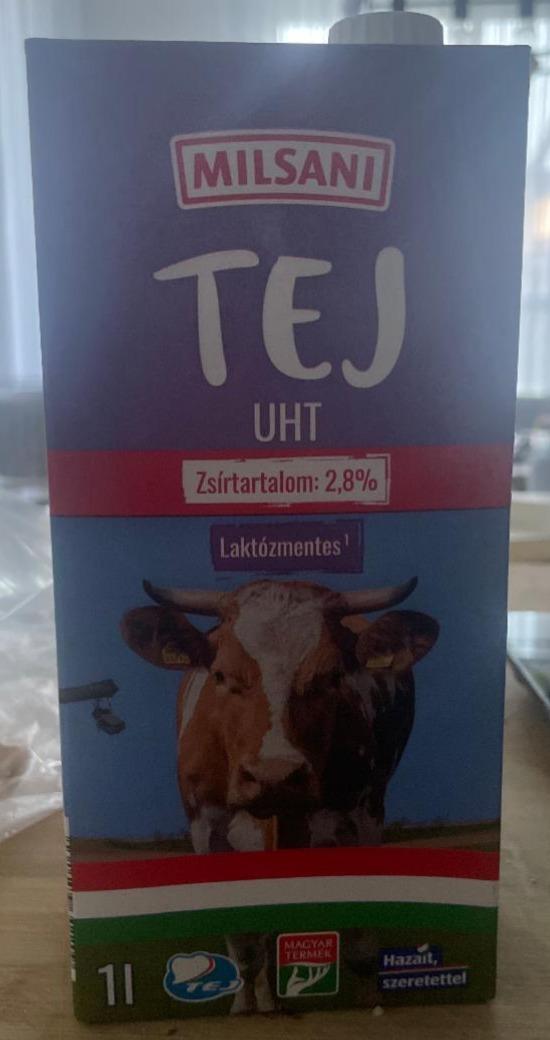 MILSANI
TEJ
UHT
Zsírtartalom: 2,8%
Laktózmentes¹
1l
TEJ
MAGYAR
TERMÉK
Hazait,
szeretettel